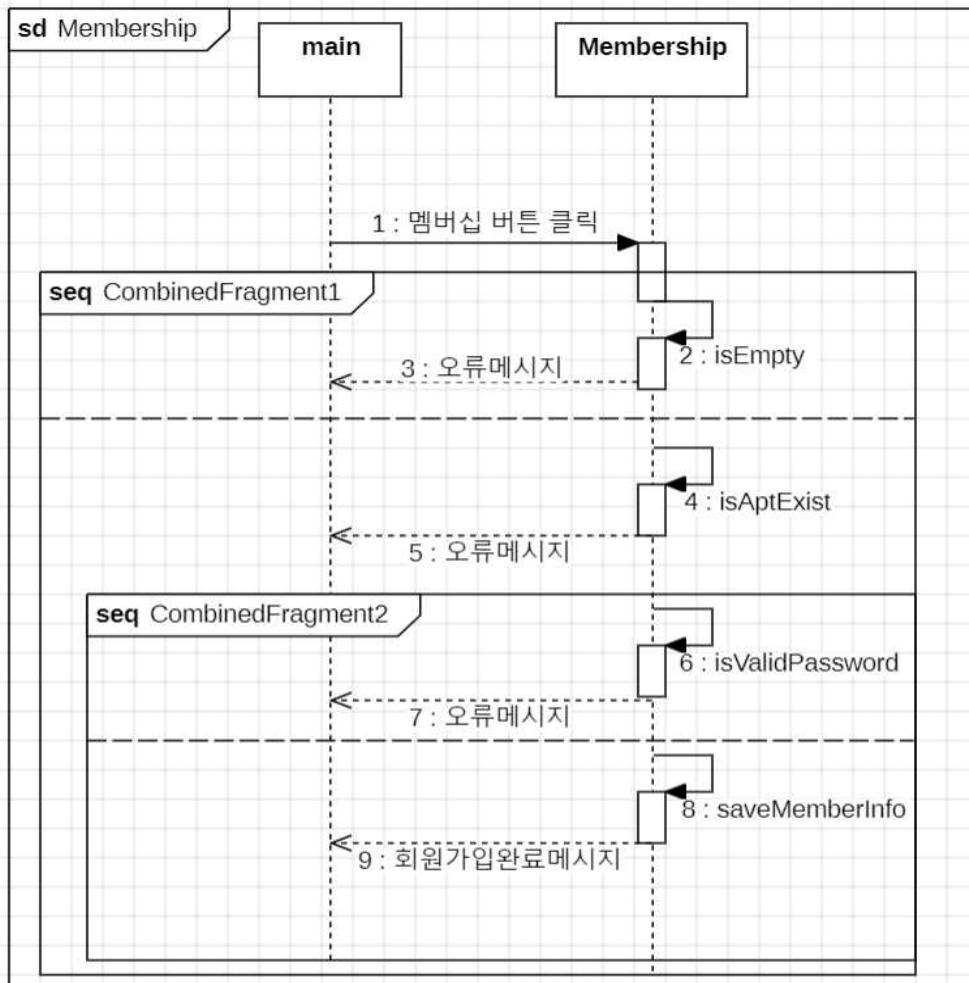 sd Membership
main
Membership
1 : 멤버십 버튼 클릭
seq CombinedFragment1
2 : isEmpty
3 : 오류메시지
4 : isAptExist
5 : 오류메시지
seq CombinedFragment2
6 : isValidPassword
7 : 오류메시지
8 : saveMemberInfo
9 : 회원가입완료메시지